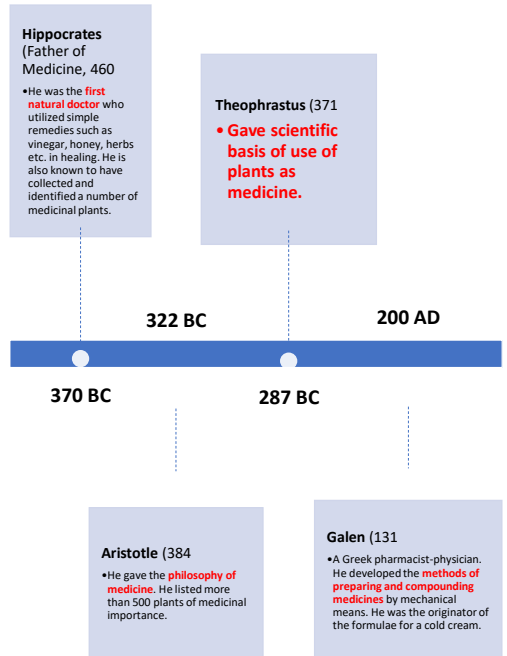 Hippocrates
(Father of
Medicine, 460
•He was the first
natural doctor who
utilized simple
remedies such as
vinegar, honey, herbs
etc. in healing. He is
also known to have
collected and
identified a number of
medicinal plants.
Theophrastus (371
• Gave scientific
basis of use of
plants as
medicine.
322 BC
200 AD
370 BC
287 BC
Aristotle (384
•He gave the philosophy of
medicine. He listed more
than 500 plants of medicinal
importance.
Galen (131
•A Greek pharmacist-physician.
He developed the methods of
preparing and compounding
medicines by mechanical
means. He was the originator of
the formulae for a cold cream.